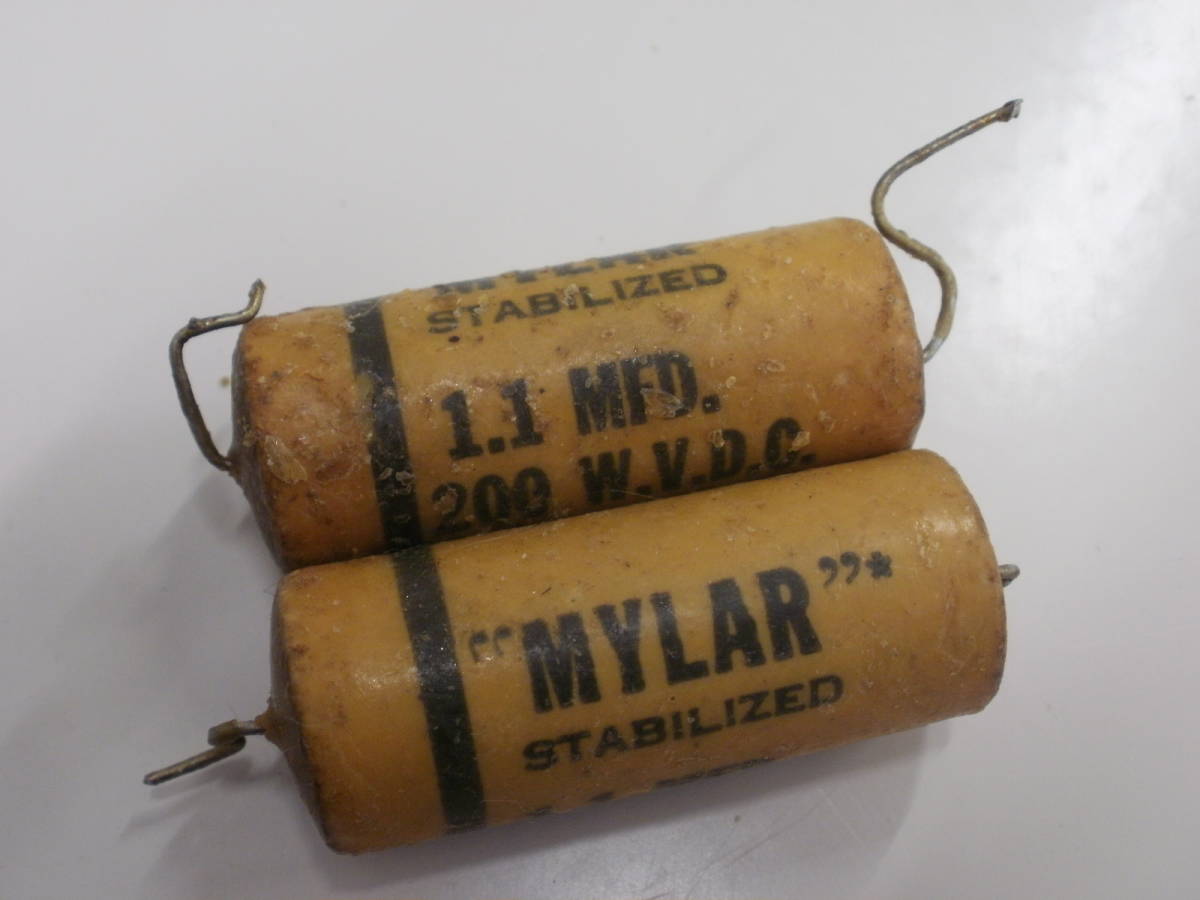 STABILIZED
1.1 MFD.
200 W.V.D.C.
“MYLAR”*
STABILIZED